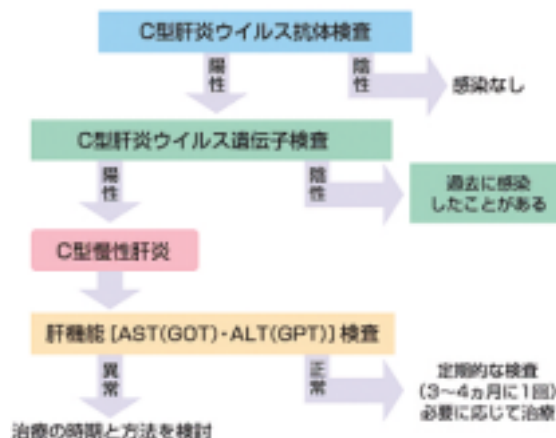 C型肝炎ウイルス抗体検査
陽性
陰性
感染なし
C型肝炎ウイルス遺伝子検査
陽性
陰性
過去に感染
したことがある
C型慢性肝炎
肝機能[AST(GOT)・ALT(GPT)]検査
異常
正常
定期的な検査
(3〜4ヵ月に1回)
必要に応じて治療
治療の時期と方法を検討